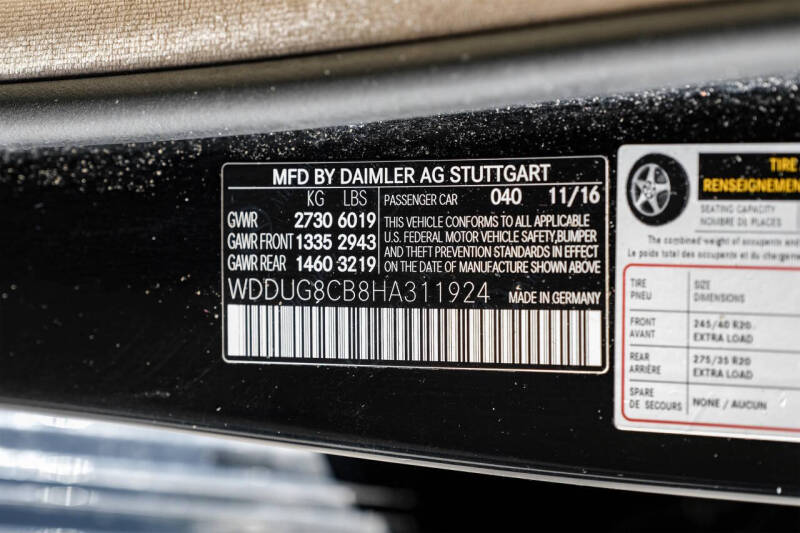 MFD BY DAIMLER AG STUTTGART
KG LBS
GVWR 2730 6019
GAWR FRONT 1335 2943
GAWR REAR 1460 3219
PASSENGER CAR 040 11/16
THIS VEHICLE CONFORMS TO ALL APPLICABLE
U.S. FEDERAL MOTOR VEHICLE SAFETY,BUMPER
AND THEFT PREVENTION STANDARDS IN EFFECT
ON THE DATE OF MANUFACTURE SHOWN ABOVE
WDDUG8CB8HA311924 MADE IN GERMANY
TIRE
RENSEIGNEMEN
SEATING CAPACITY
NOMBRE DE PLACES
The combined weight of occupants and
Le poids total des occupants et du chargemen
TIRE SIZE
PNEU DIMENSIONS
FRONT 245/40 R20
AVANT EXTRA LOAD
REAR 275/35 R20
ARRIÈRE EXTRA LOAD
SPARE NONE / AUCUN
DE SECOURS